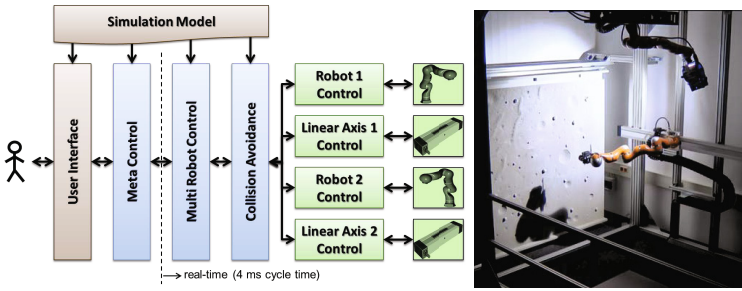 Simulation Model
User Interface
Meta Control
Multi Robot Control
Collision Avoidance
Robot 1
Control
Linear Axis 1
Control
Robot 2
Control
Linear Axis 2
Control
real-time (4 ms cycle time)